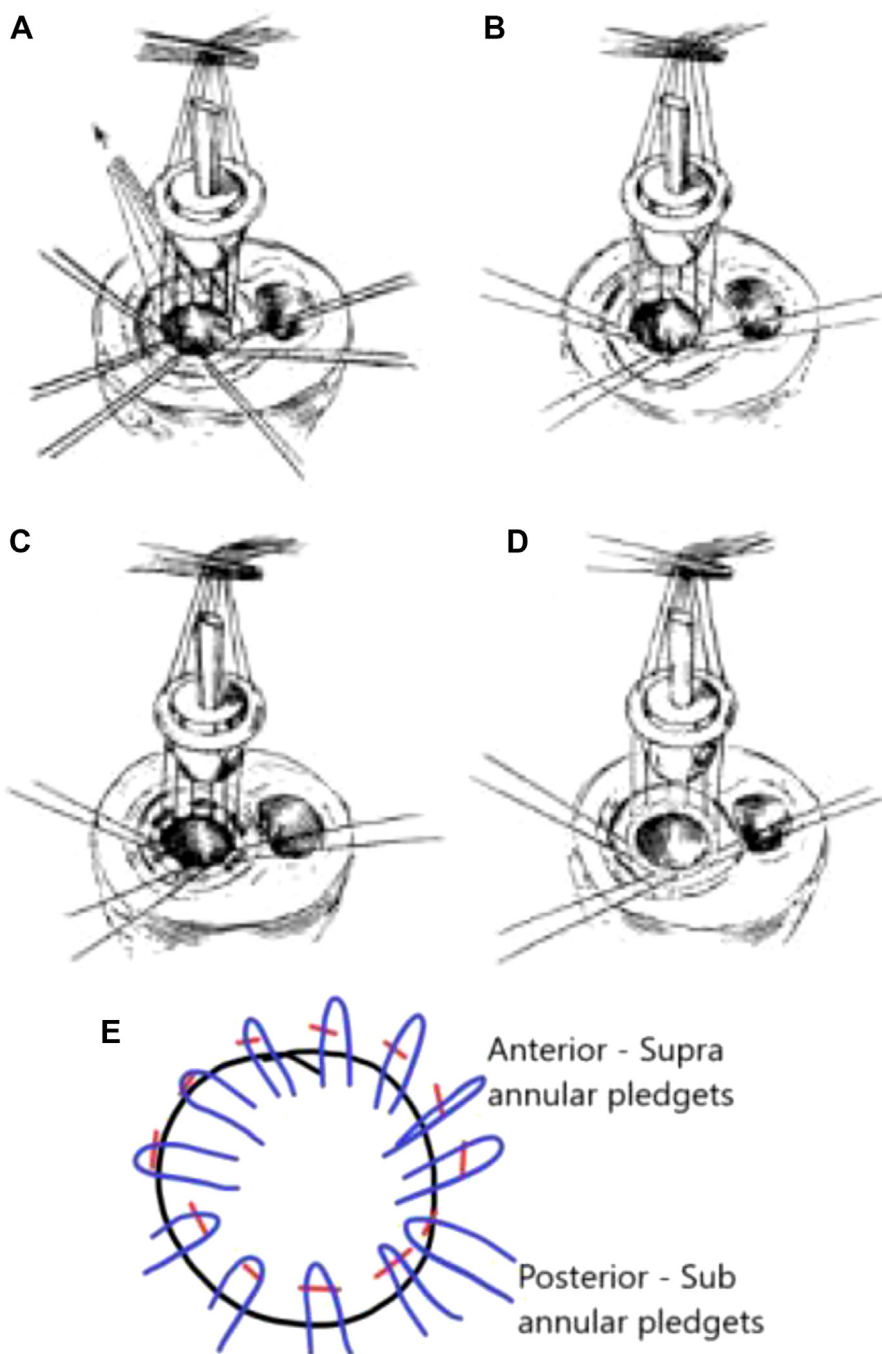 A
B
C
D
E
Anterior - Supra
annular pledgets
Posterior - Sub
annular pledgets